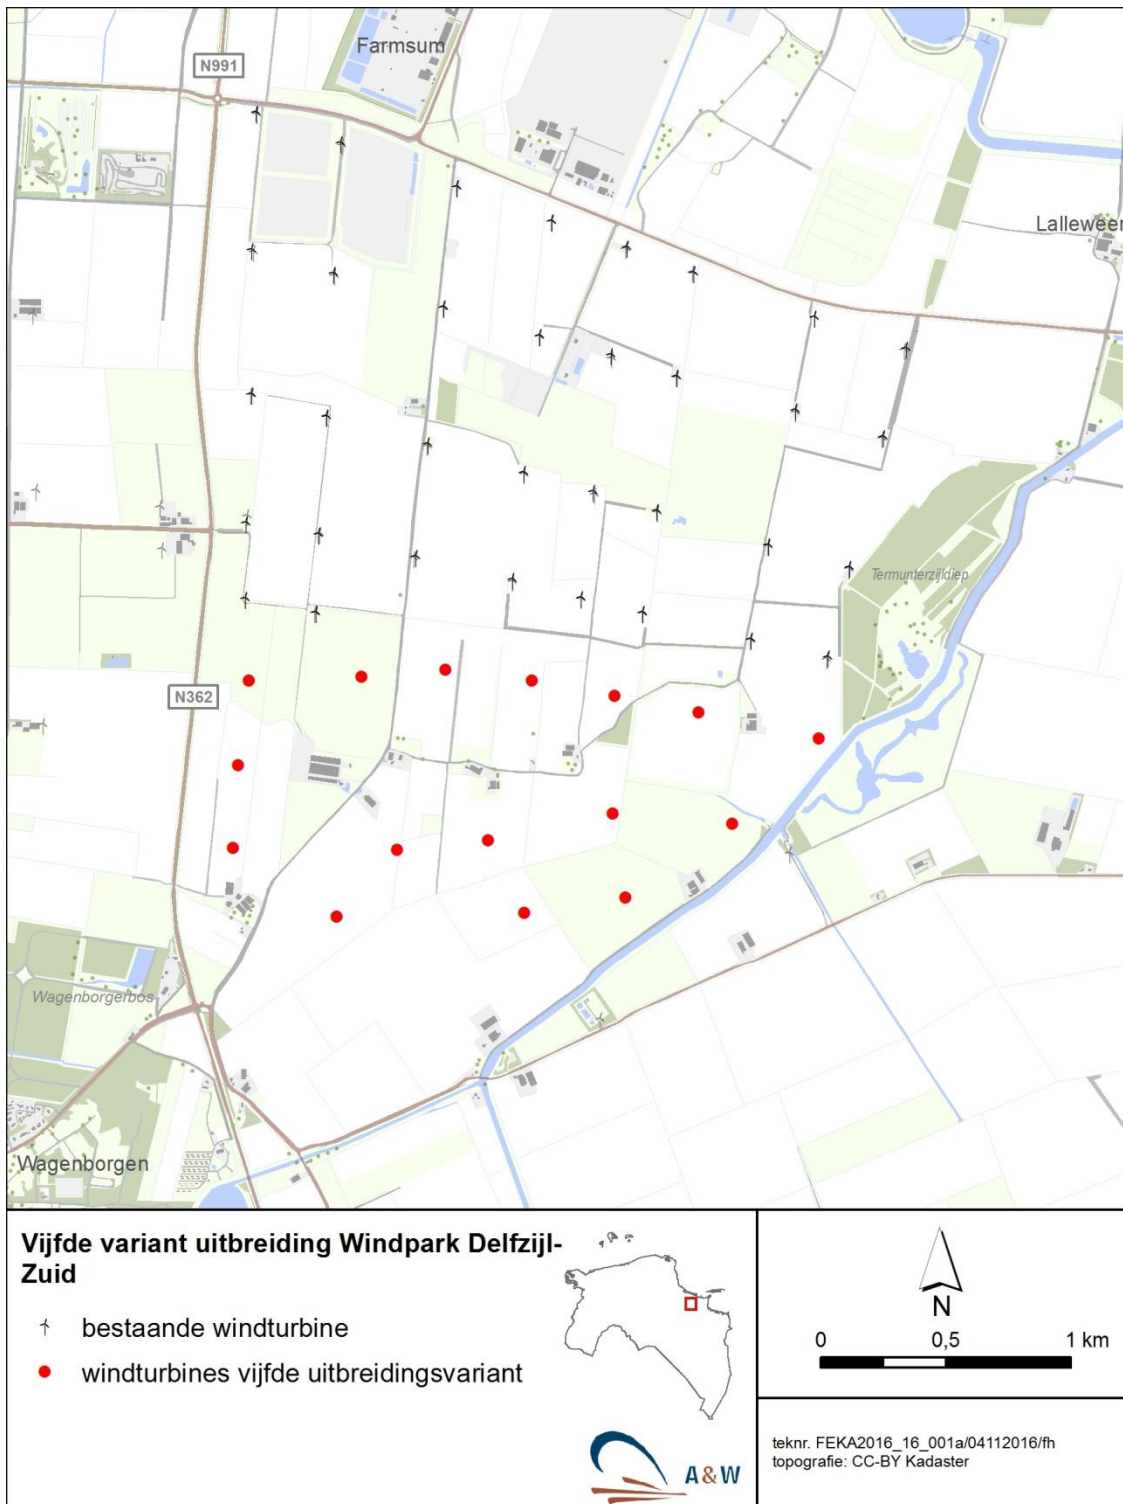 Farmsum
N991
Lalleweer
Termunterzijldiep
N362
Wagenborgerbos
Wagenborgen
Vijfde variant uitbreiding Windpark Delfzijl-
Zuid
bestaande windturbine
windturbines vijfde uitbreidingsvariant
A&W
N
0 0,5 1 km
teknr. FEKA2016_16_001a/04112016/fh
topografie: CC-BY Kadaster